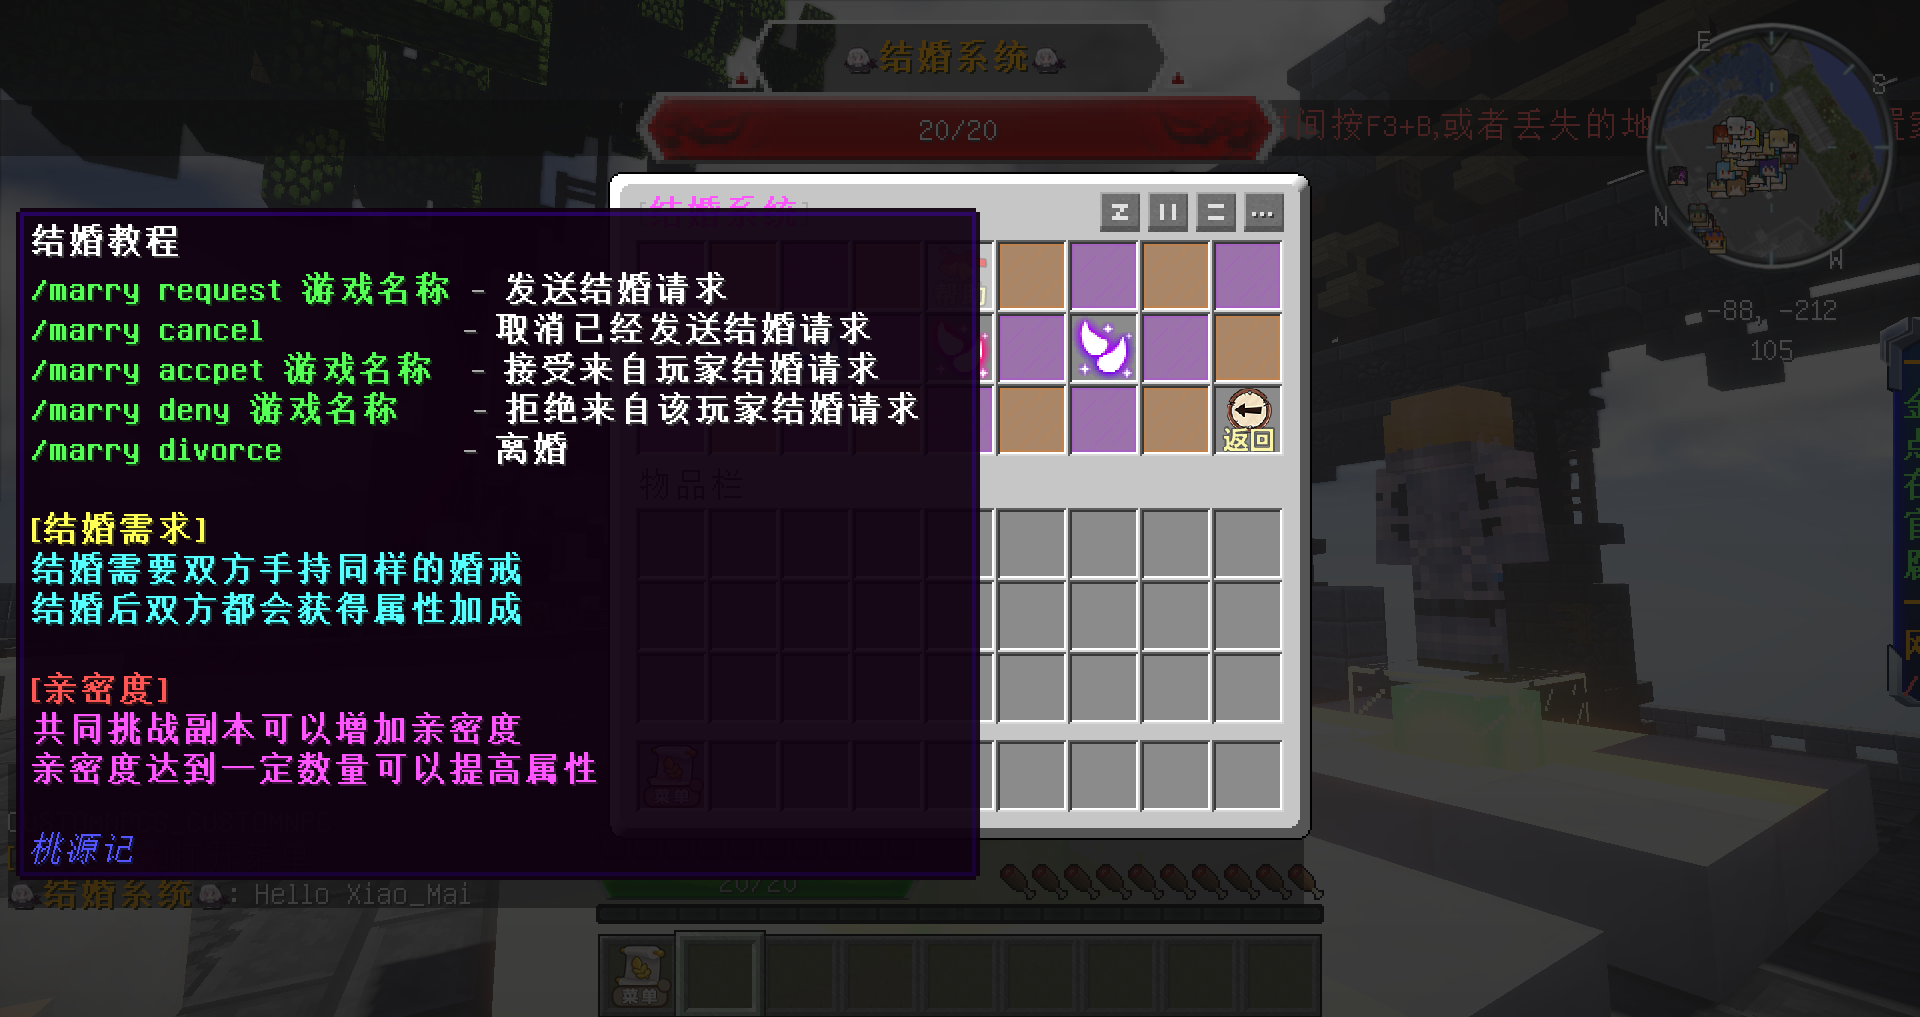 结婚系统
20/20
间按F3+B,或者丢失的地
E
S
N
W
-88, -212
105
[结婚系统]
结婚教程
/marry request 游戏名称 - 发送结婚请求
/marry cancel - 取消已经发送结婚请求
/marry accpet 游戏名称 - 接受来自玩家结婚请求
/marry deny 游戏名称 - 拒绝来自该玩家结婚请求
/marry divorce - 离婚
[结婚需求]
结婚需要双方手持同样的婚戒
结婚后双方都会获得属性加成
[亲密度]
共同挑战副本可以增加亲密度
亲密度达到一定数量可以提高属性
桃源记
返回
物品栏
菜单
结婚系统: Hello Xiao_Mai
20/20
菜单